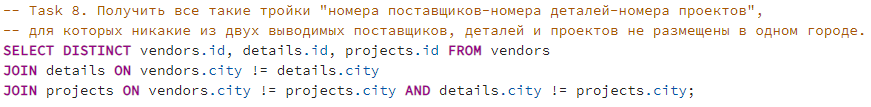 -- Task 8. Получить все такие тройки "номера поставщиков-номера деталей-номера проектов",
-- для которых никакие из двух выводимых поставщиков, деталей и проектов не размещены в одном городе.
SELECT DISTINCT vendors.id, details.id, projects.id FROM vendors
JOIN details ON vendors.city != details.city
JOIN projects ON vendors.city != projects.city AND details.city != projects.city;